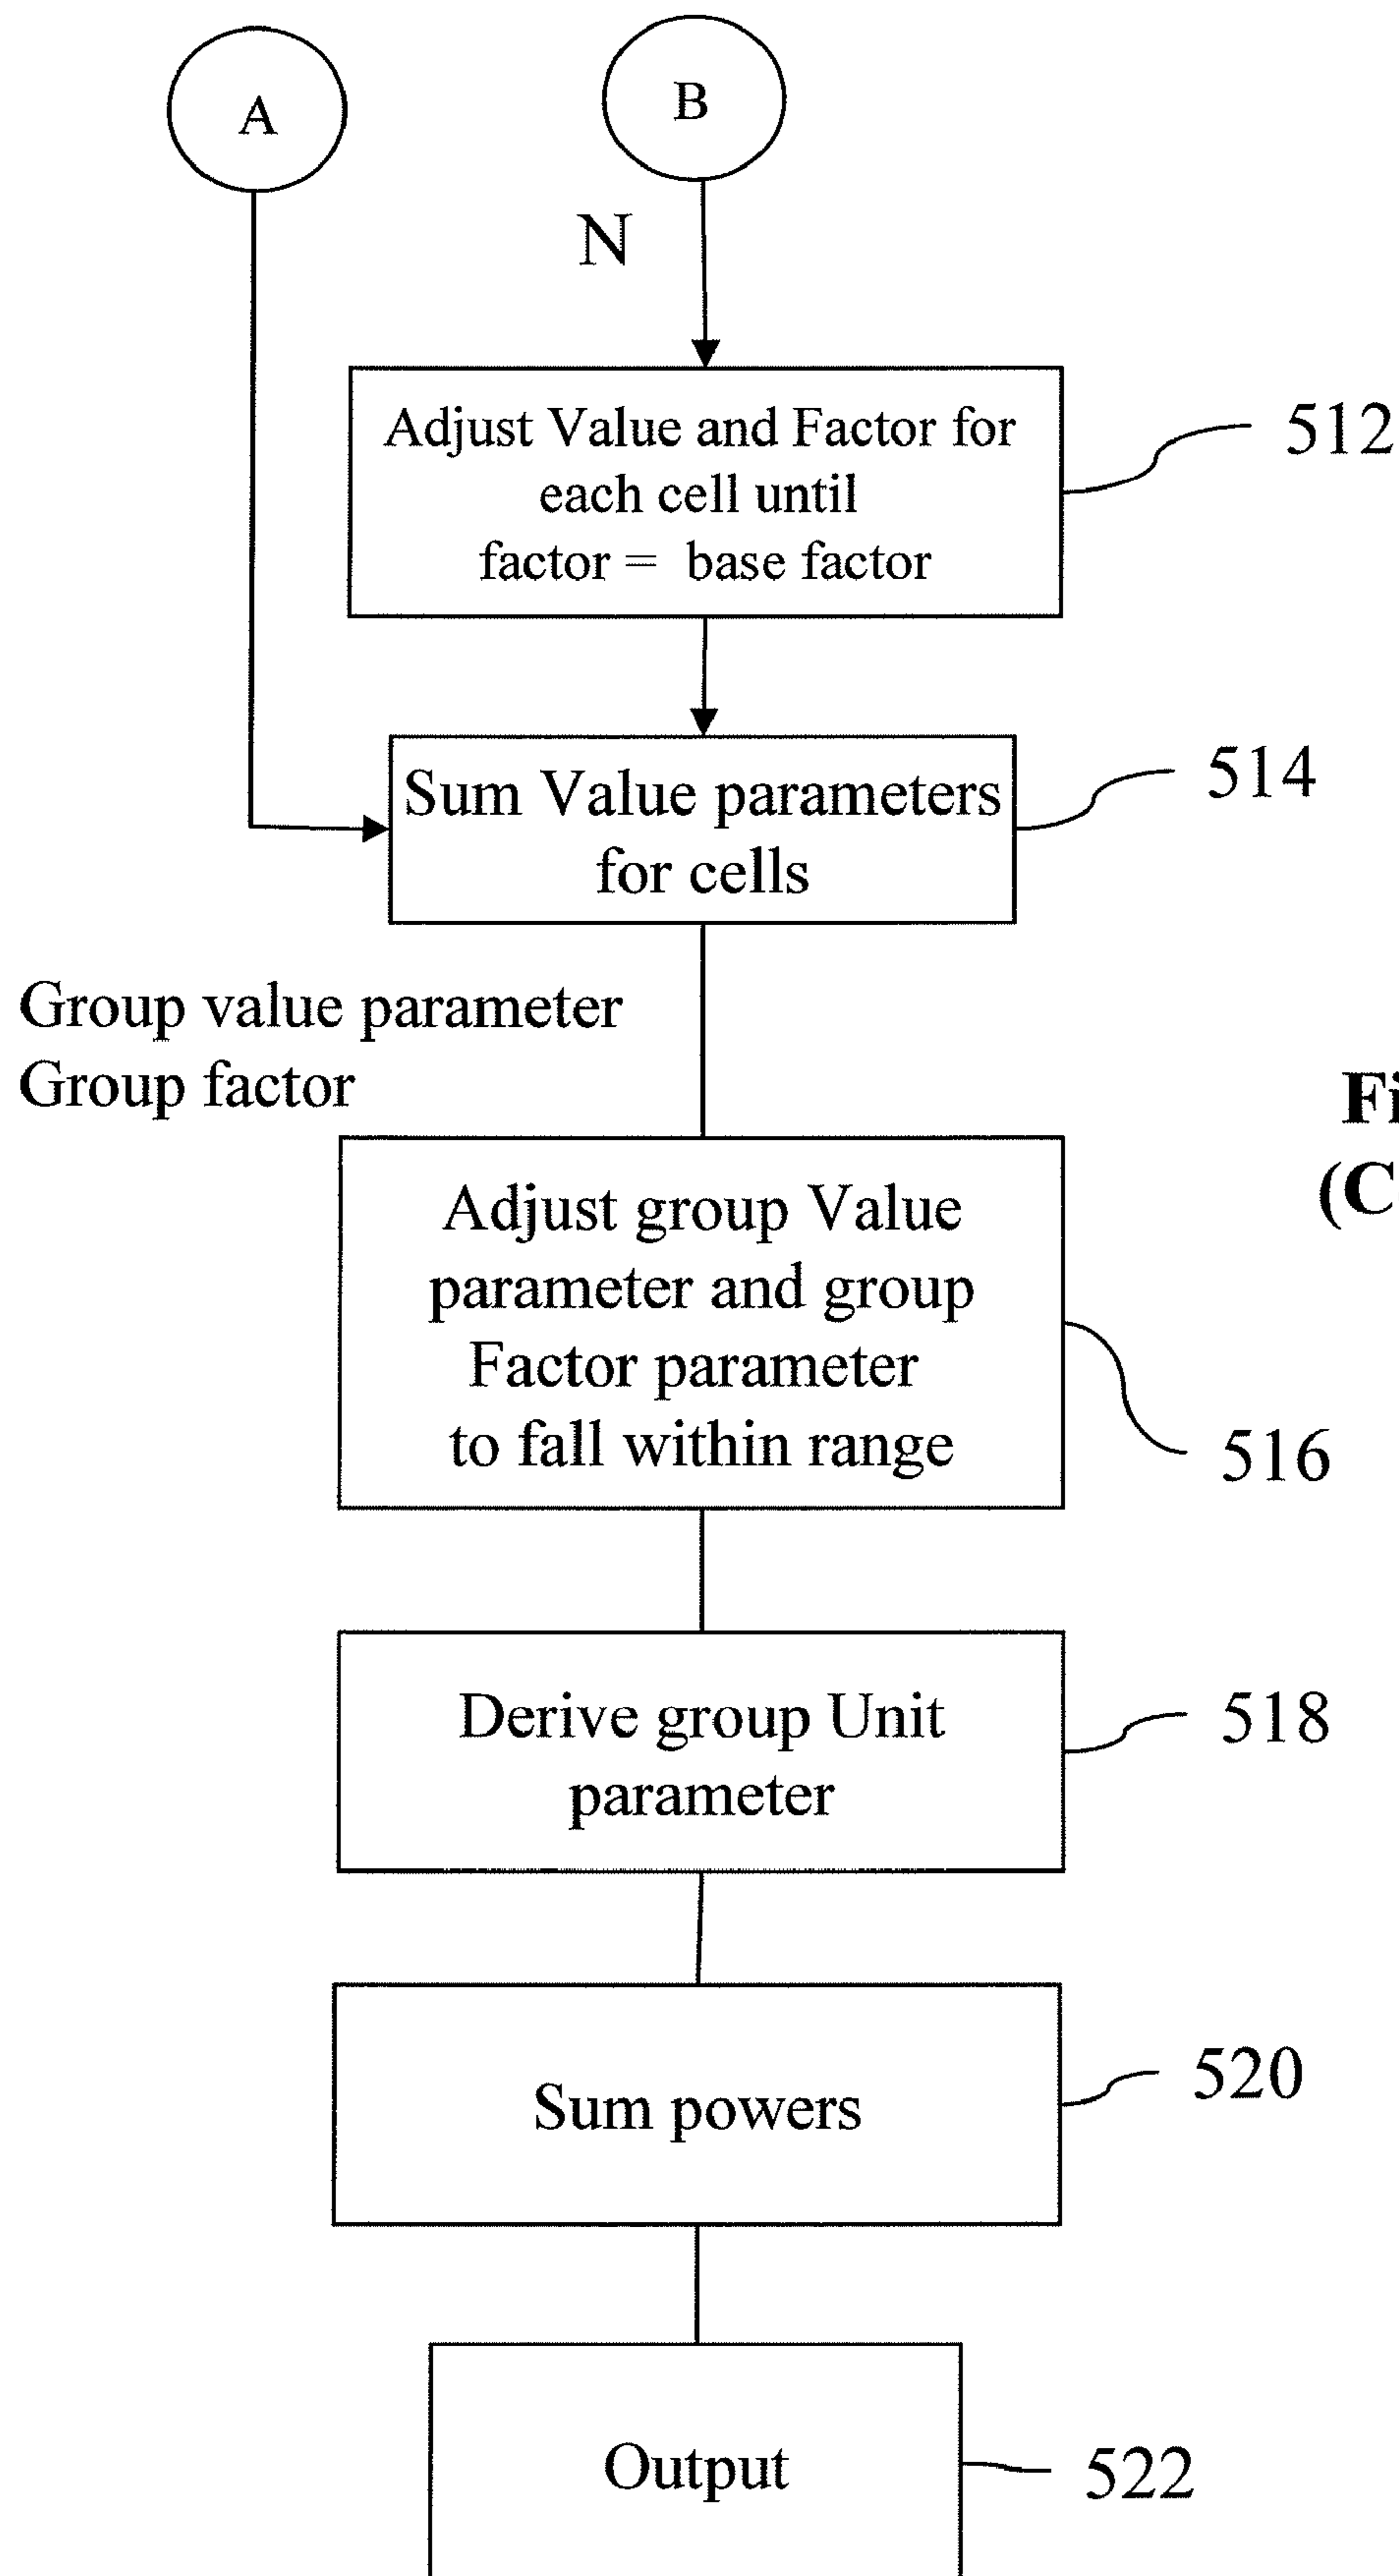 A
B
N
Adjust Value and Factor for
each cell until
factor = base factor
512
Sum Value parameters
for cells
514
Group value parameter
Group factor
Fi
(C
Adjust group Value
parameter and group
Factor parameter
to fall within range
516
Derive group Unit
parameter
518
Sum powers
520
Output
522